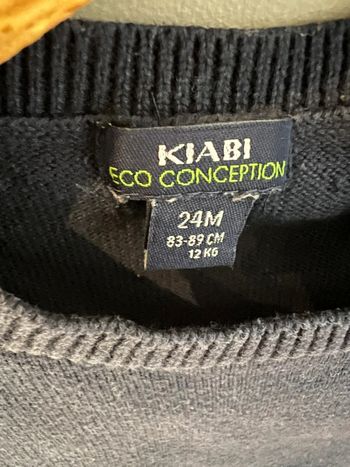 KIABI
ECO CONCEPTION
24M
83-89 CM
12 KG